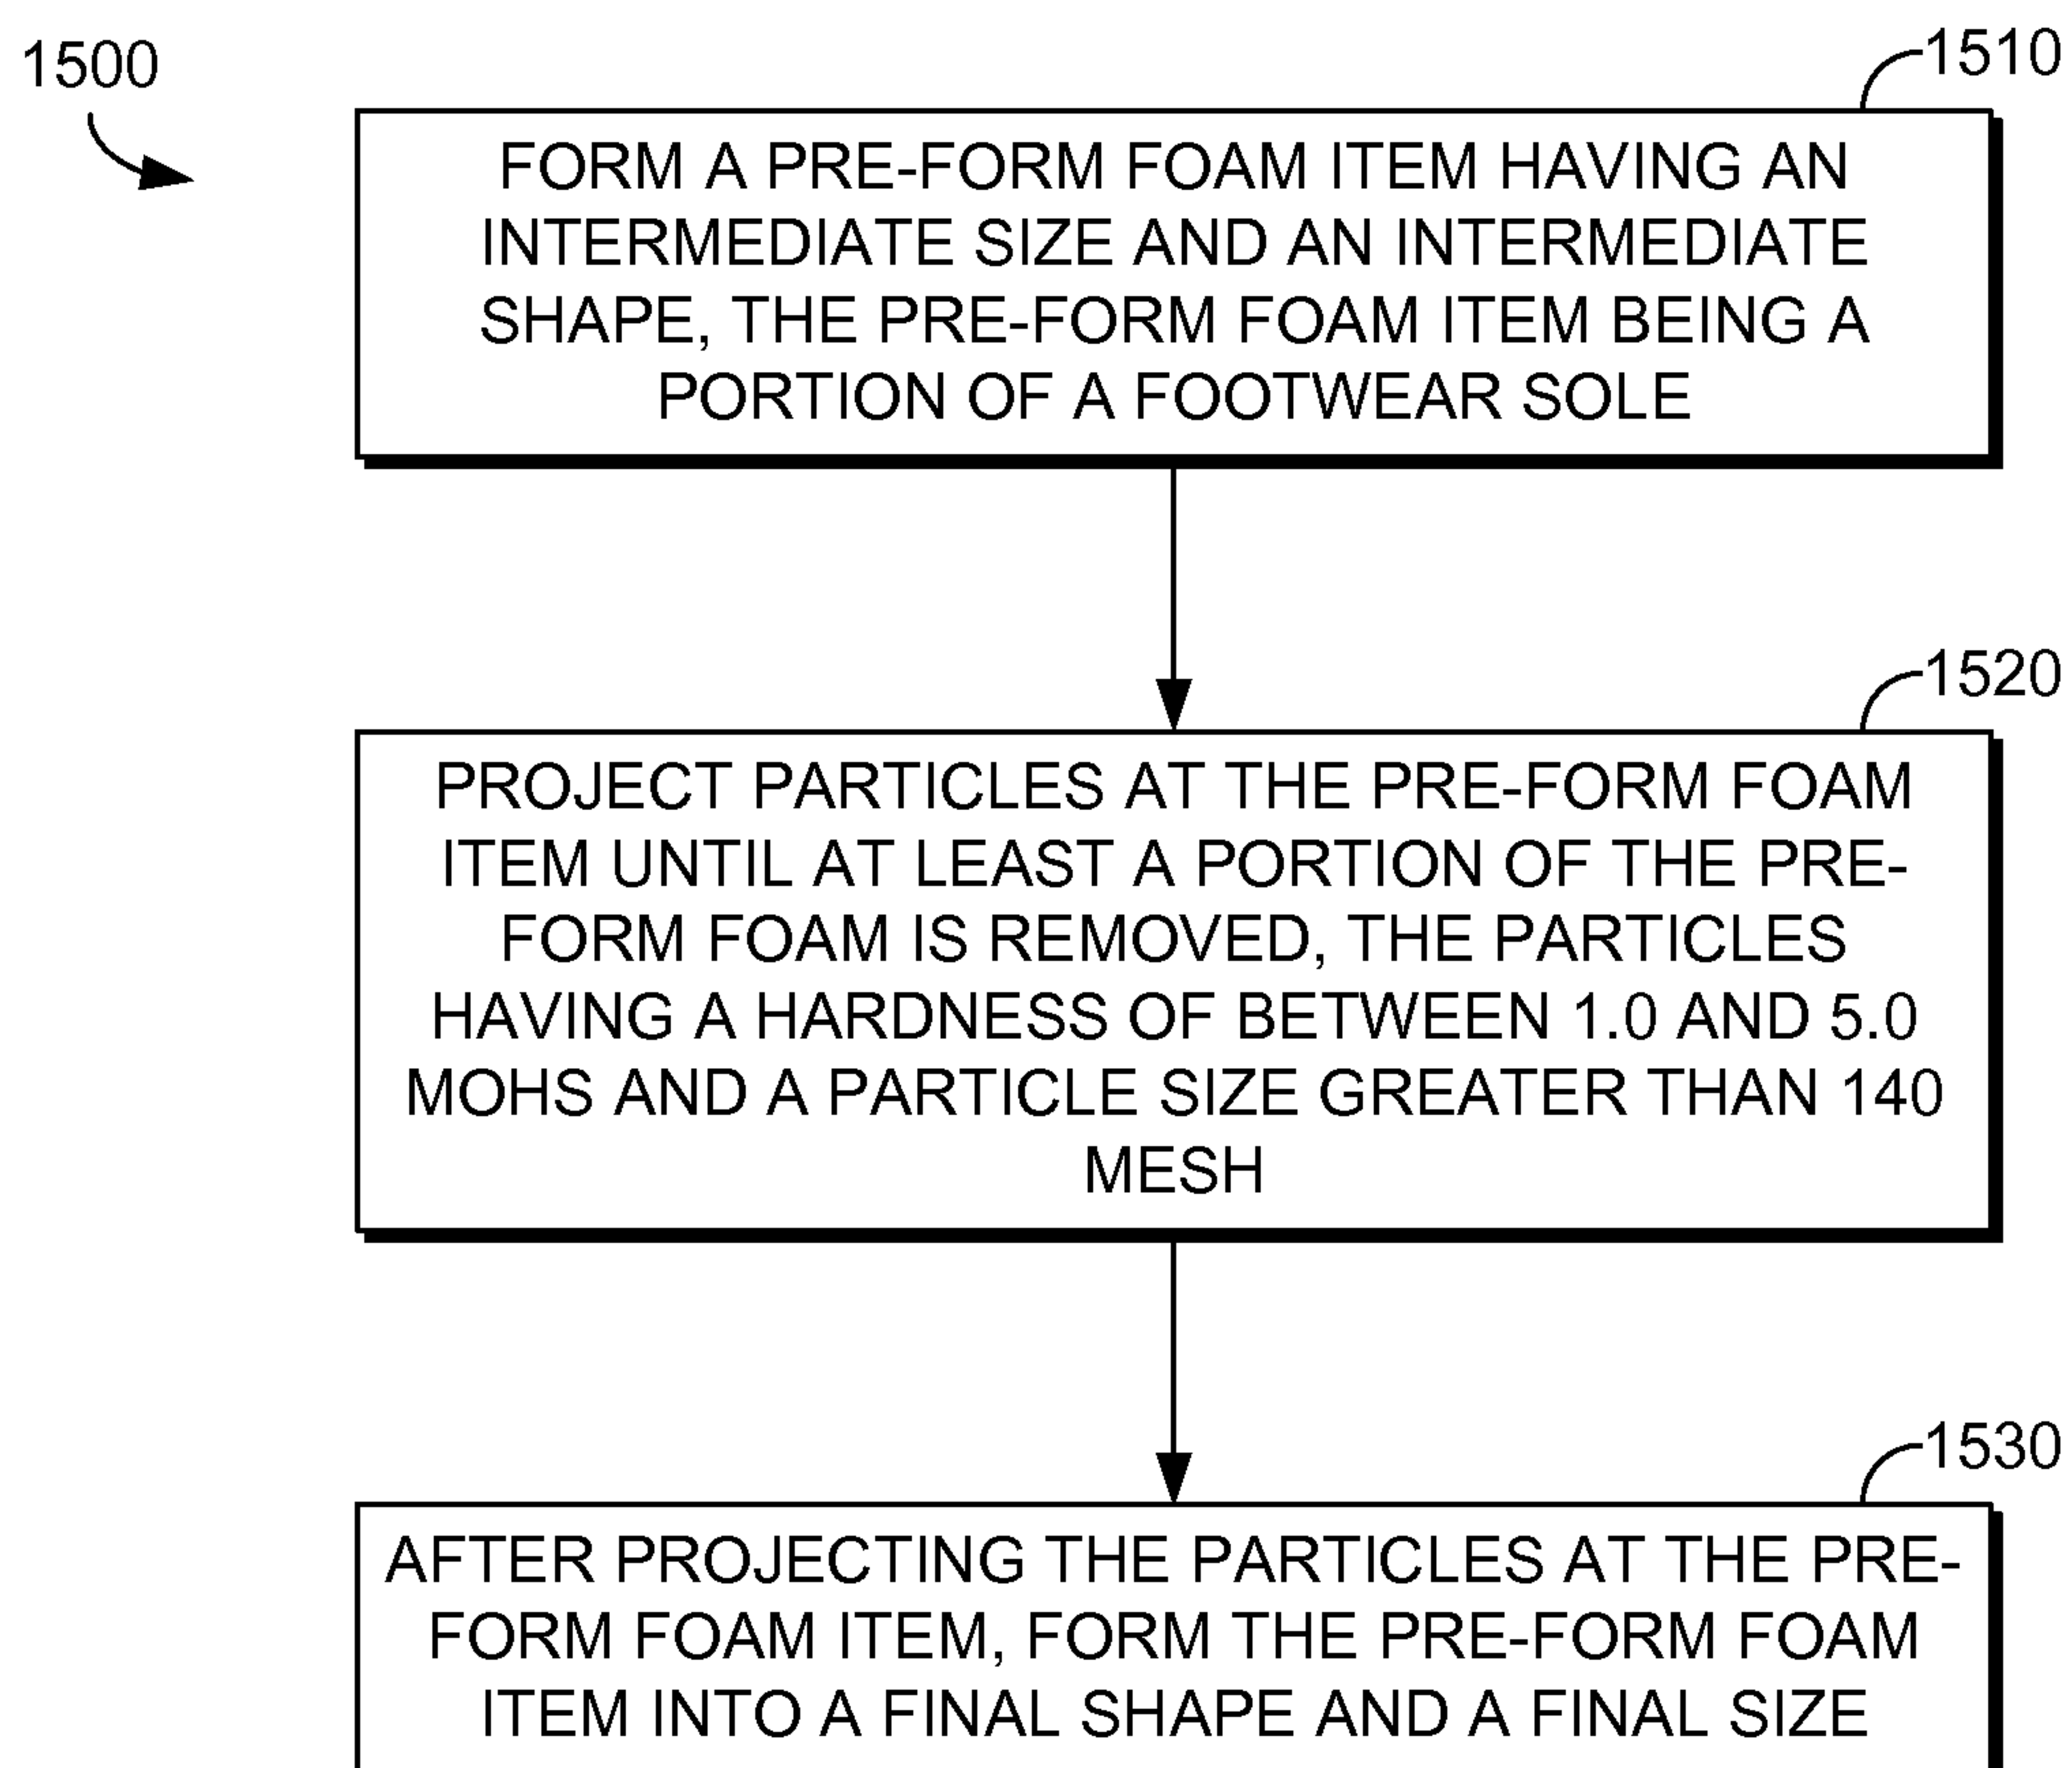 1500
1510
FORM A PRE-FORM FOAM ITEM HAVING AN
INTERMEDIATE SIZE AND AN INTERMEDIATE
SHAPE, THE PRE-FORM FOAM ITEM BEING A
PORTION OF A FOOTWEAR SOLE
1520
PROJECT PARTICLES AT THE PRE-FORM FOAM
ITEM UNTIL AT LEAST A PORTION OF THE PRE-
FORM FOAM IS REMOVED, THE PARTICLES
HAVING A HARDNESS OF BETWEEN 1.0 AND 5.0
MOHS AND A PARTICLE SIZE GREATER THAN 140
MESH
1530
AFTER PROJECTING THE PARTICLES AT THE PRE-
FORM FOAM ITEM, FORM THE PRE-FORM FOAM
ITEM INTO A FINAL SHAPE AND A FINAL SIZE